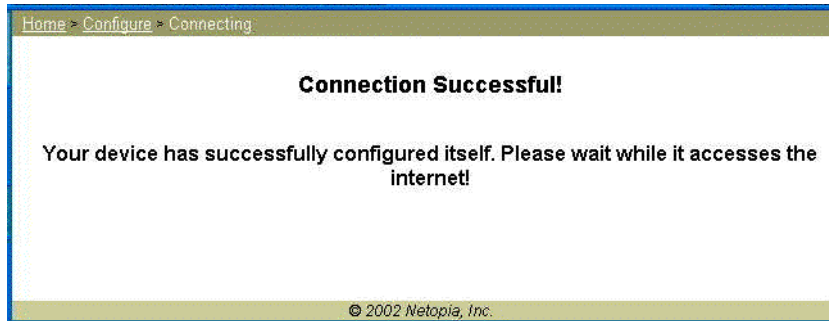 Home > Configure > Connecting
Connection Successful!
Your device has successfully configured itself. Please wait while it accesses the
internet!
© 2002 Netopia, Inc.